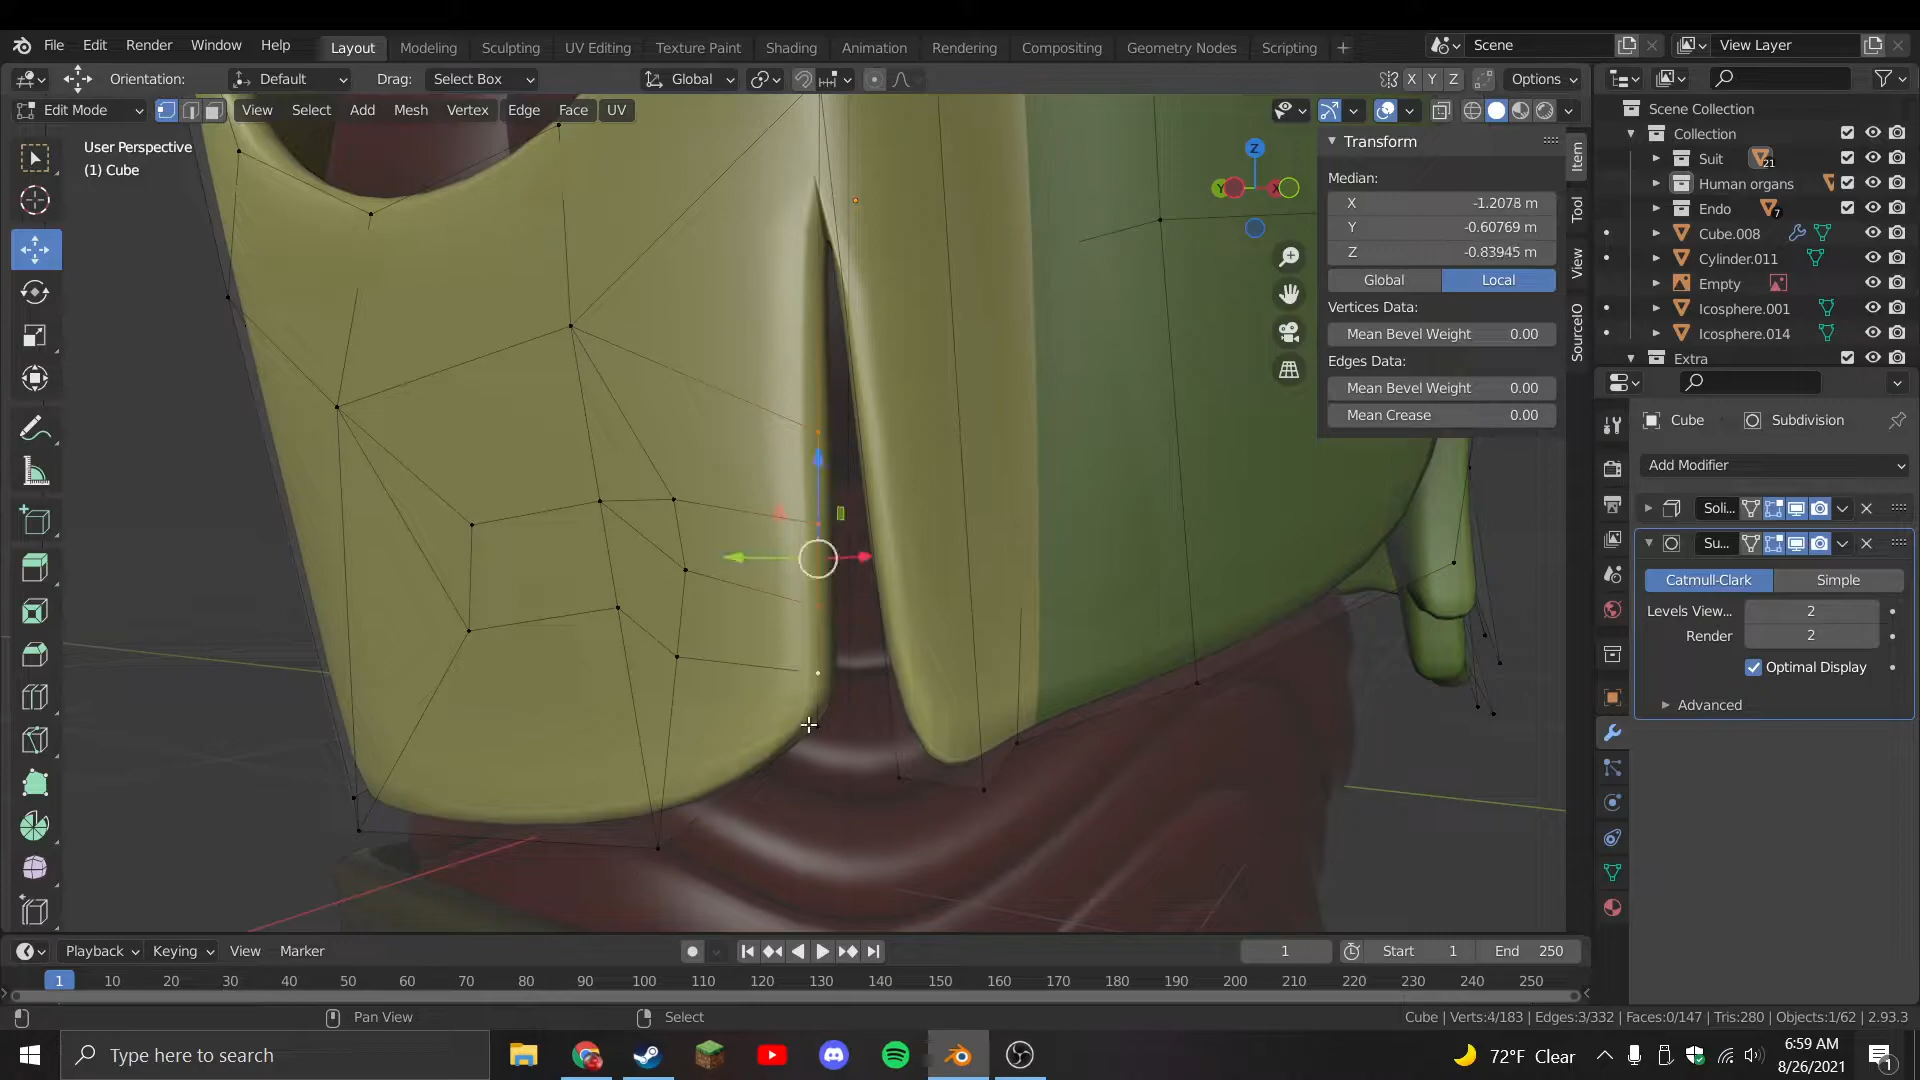 File Edit Render Window Help Layout Modeling Sculpting UV Editing Texture Paint Shading Animation Rendering Compositing Geometry Nodes Scripting + Scene View Layer
Orientation: Default Drag: Select Box Global X Y Z Options
Edit Mode View Select Add Mesh Vertex Edge Face UV
User Perspective
(1) Cube
Z
Y X
Transform
Median:
X -1.2078 m
Y -0.60769 m
Z -0.83945 m
Global Local
Vertices Data:
Mean Bevel Weight 0.00
Edges Data:
Mean Bevel Weight 0.00
Mean Crease 0.00
Item
Tool
View
SourceIO
Scene Collection
Collection
Suit 21
Human organs
Endo 7
Cube.008
Cylinder.011
Empty
Icosphere.001
Icosphere.014
Extra
Cube Subdivision
Add Modifier
Soli...
Su...
Catmull-Clark Simple
Levels View... 2
Render 2
Optimal Display
Advanced
Playback Keying View Marker 1 Start 1 End 250
1 10 20 30 40 50 60 70 80 90 100 110 120 130 140 150 160 170 180 190 200 210 220 230 240 250
Pan View Select Cube | Verts:4/183 | Edges:3/332 | Faces:0/147 | Tris:280 | Objects:1/62 | 2.93.3
Type here to search 72°F Clear 6:59 AM
8/26/2021 1